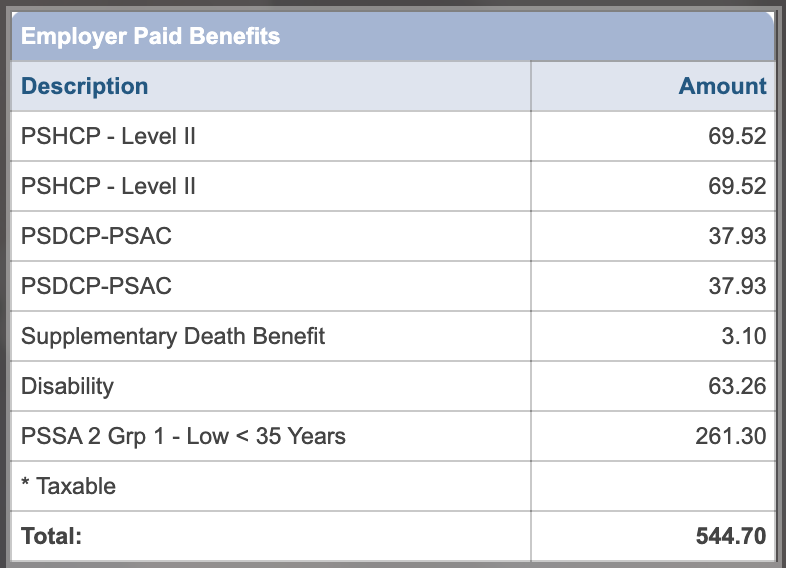 Employer Paid Benefits
Description Amount
PSHCP - Level II 69.52
PSHCP - Level II 69.52
PSDCP-PSAC 37.93
PSDCP-PSAC 37.93
Supplementary Death Benefit 3.10
Disability 63.26
PSSA 2 Grp 1 - Low < 35 Years 261.30
* Taxable
Total: 544.70